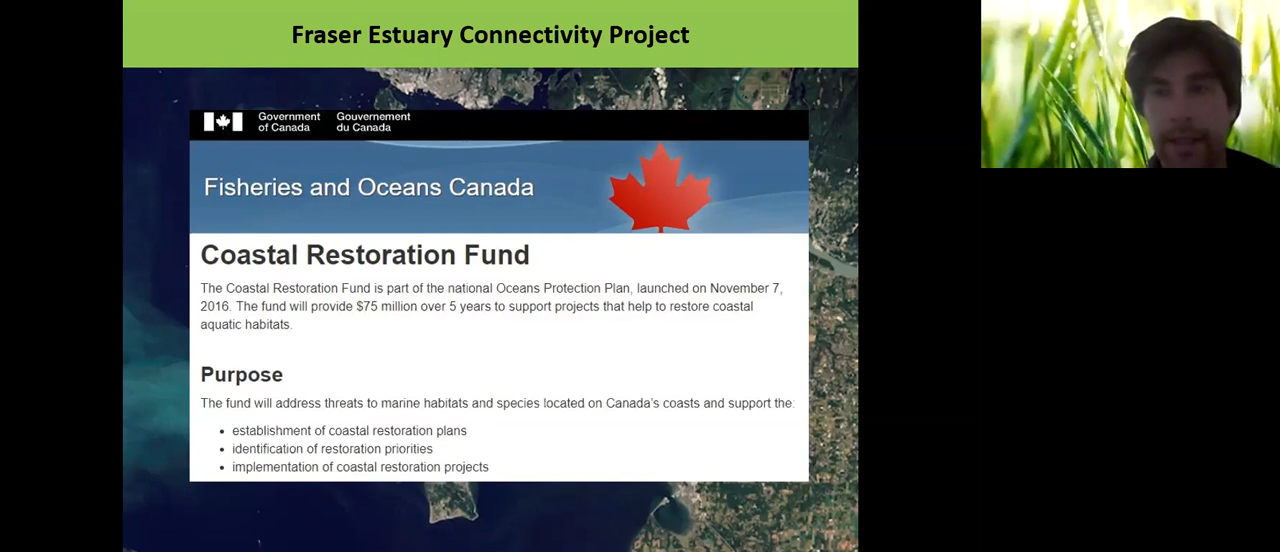 Fraser Estuary Connectivity Project
Government of Canada
Gouvernement du Canada
Fisheries and Oceans Canada
Coastal Restoration Fund
The Coastal Restoration Fund is part of the national Oceans Protection Plan, launched on November 7,
2016. The fund will provide $75 million over 5 years to support projects that help to restore coastal
aquatic habitats.
Purpose
The fund will address threats to marine habitats and species located on Canada's coasts and support the:
• establishment of coastal restoration plans
• identification of restoration priorities
• implementation of coastal restoration projects